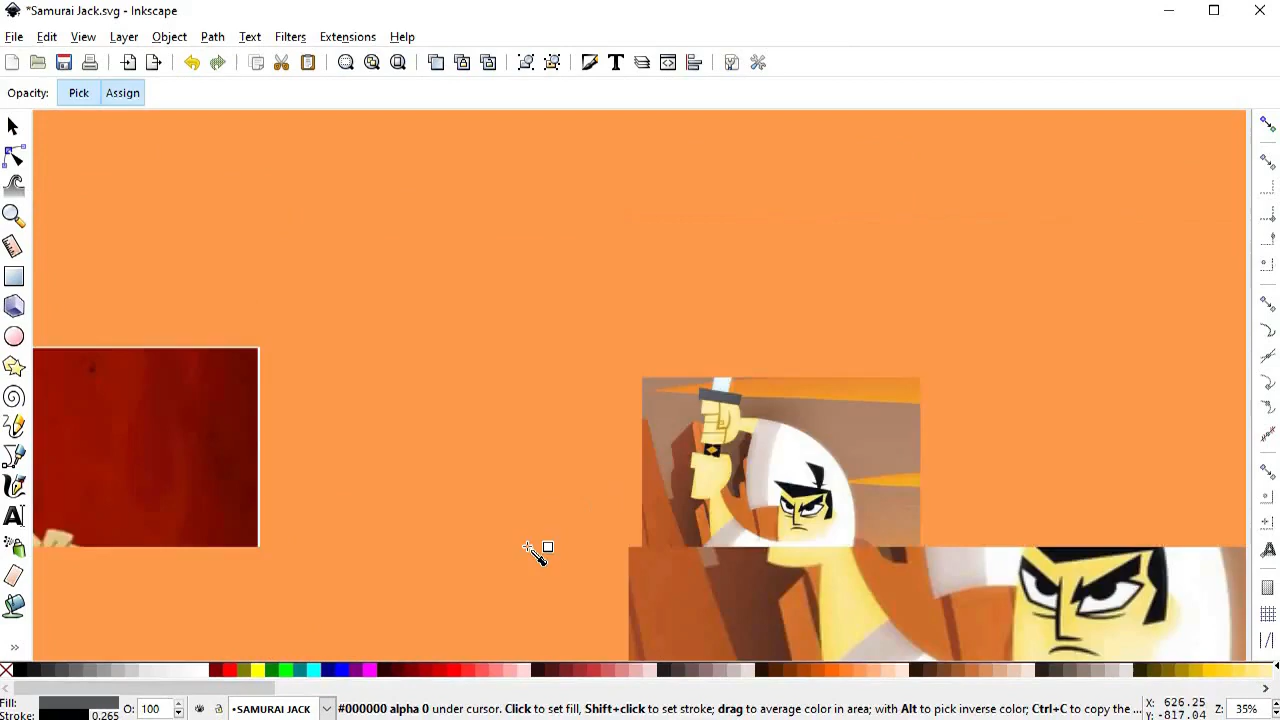 *Samurai Jack.svg - Inkscape
File Edit View Layer Object Path Text Filters Extensions Help
Opacity: Pick Assign
Fill:
Stroke: 0.265 O: 100 •SAMURAI JACK #000000 alpha 0 under cursor. Click to set fill, Shift+click to set stroke; drag to average color in area; with Alt to pick inverse color; Ctrl+C to copy the ... X: 626.25 Z: 35%
Y: -817.04